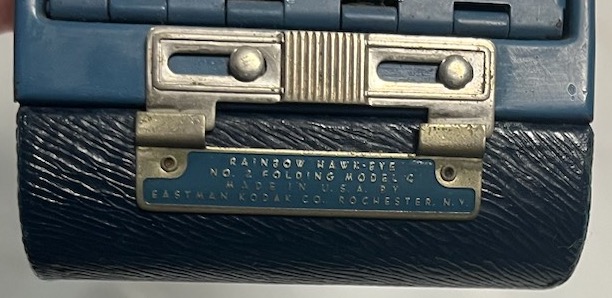 RAINBOW HAWK-EYE
NO. 2 FOLDING MODEL C
MADE IN U.S.A. BY
EASTMAN KODAK CO. ROCHESTER, N.Y.